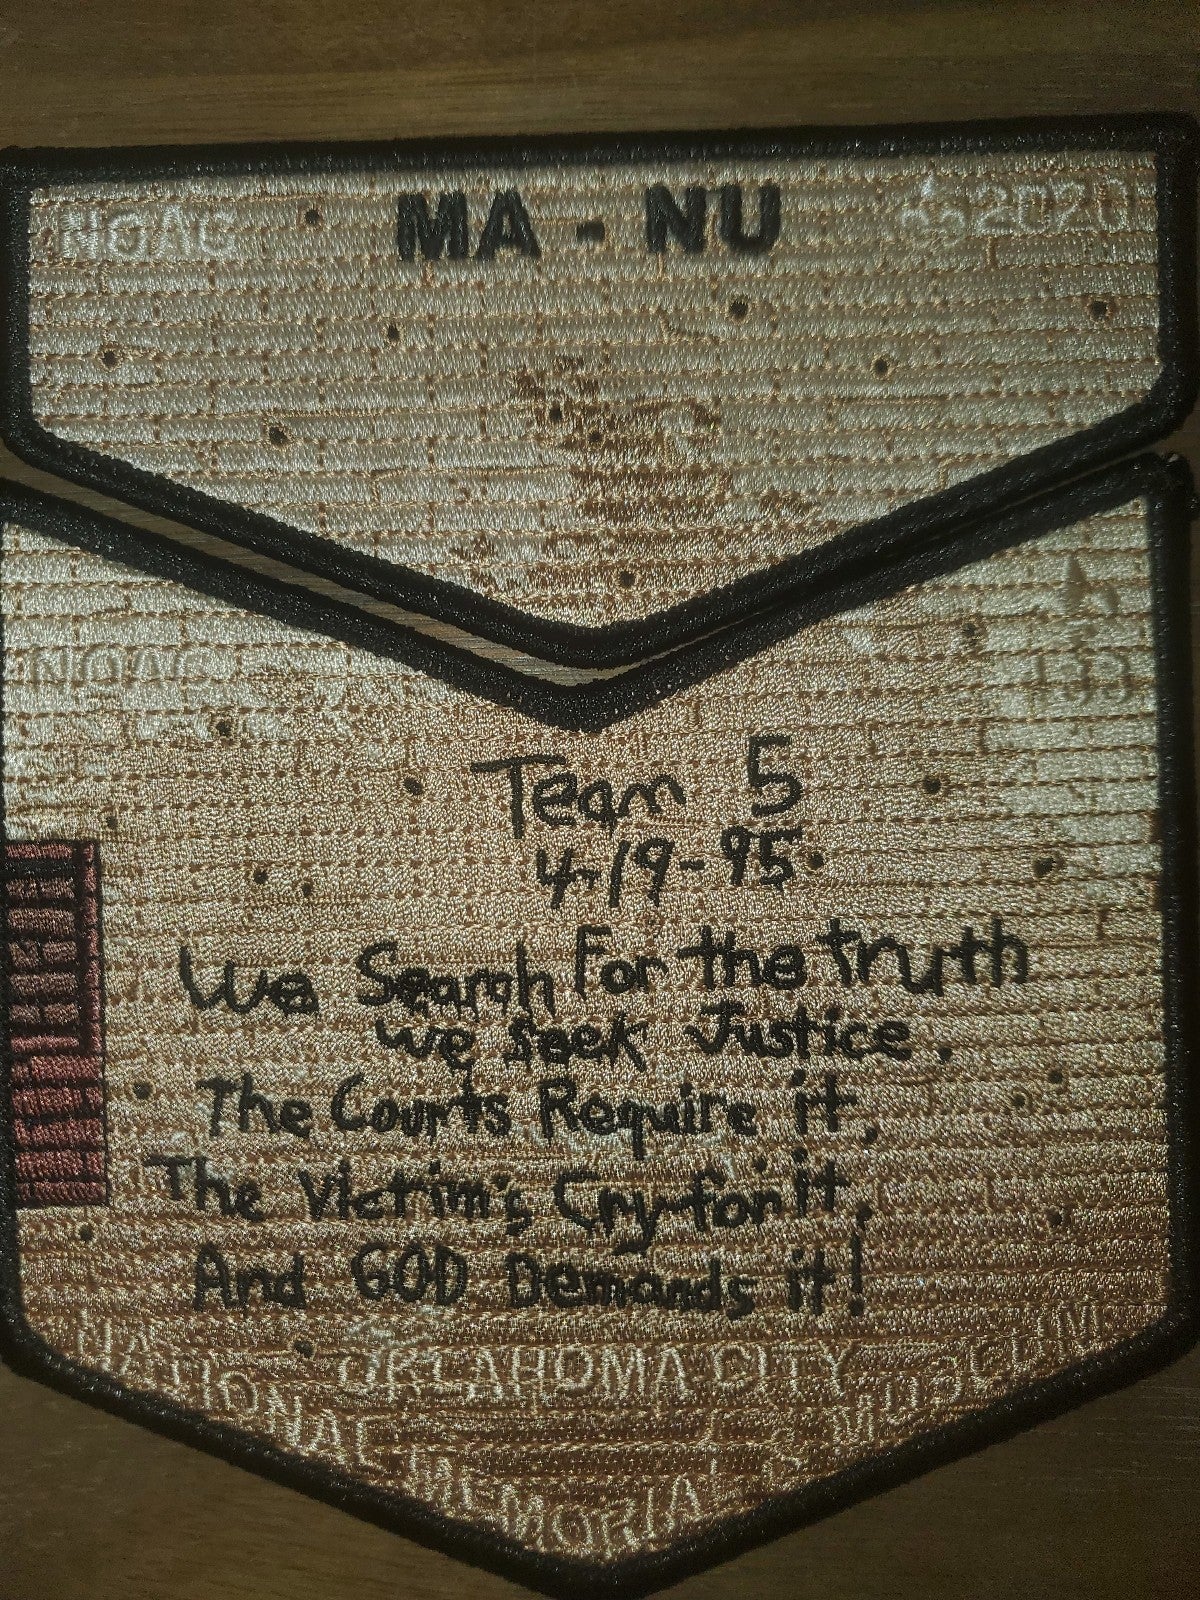 NOAC MA - NU 2020
NOAC
Team 5
4-19-95
We Search For the truth
we seek Justice.
The Courts Require it,
The Victim's Cry for it,
And GOD Demands it!
OKLAHOMA CITY
NATIONAL MEMORIAL & MUSEUM